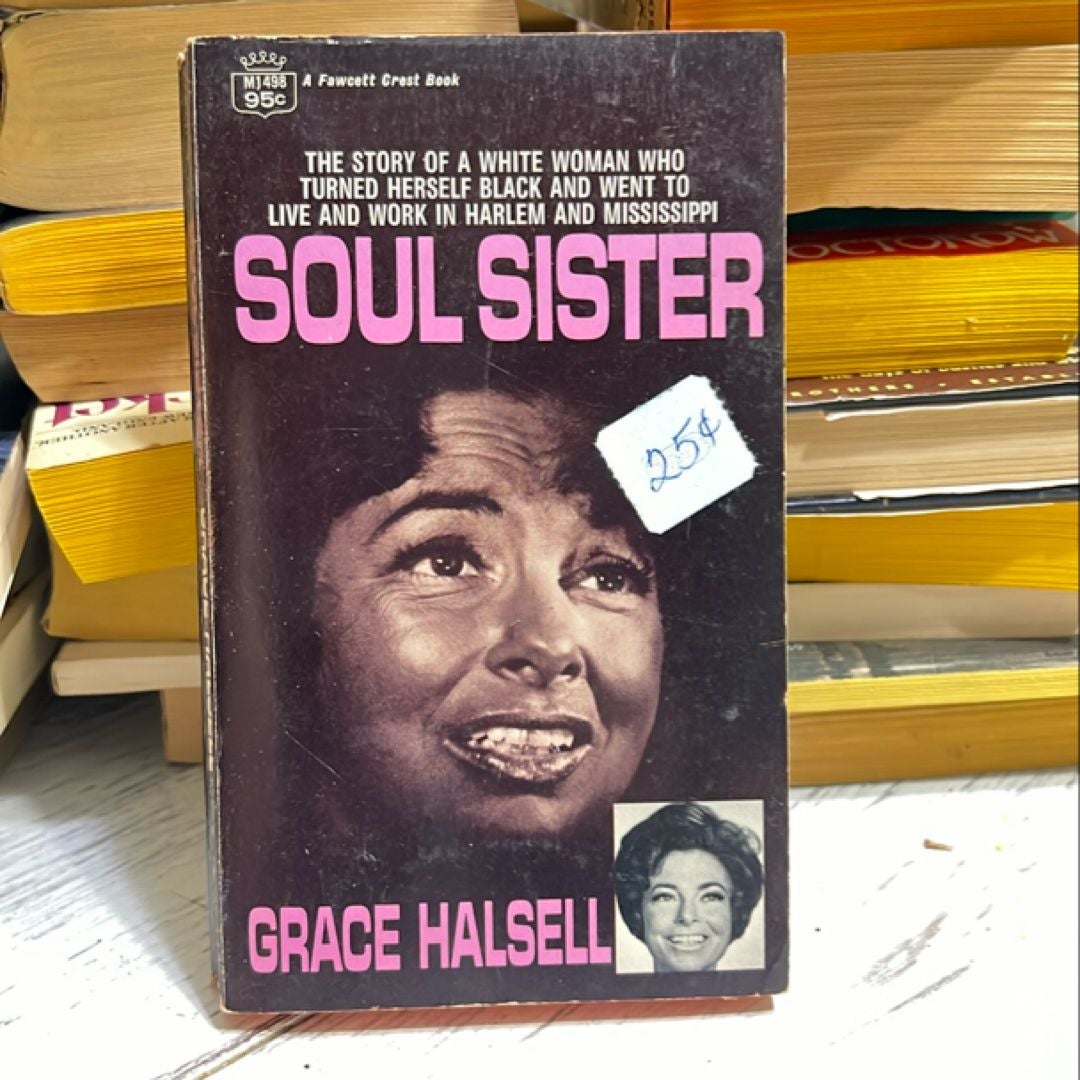 M1498
95c
A Fawcett Crest Book
THE STORY OF A WHITE WOMAN WHO
TURNED HERSELF BLACK AND WENT TO
LIVE AND WORK IN HARLEM AND MISSISSIPPI
SOUL SISTER
25¢
GRACE HALSELL